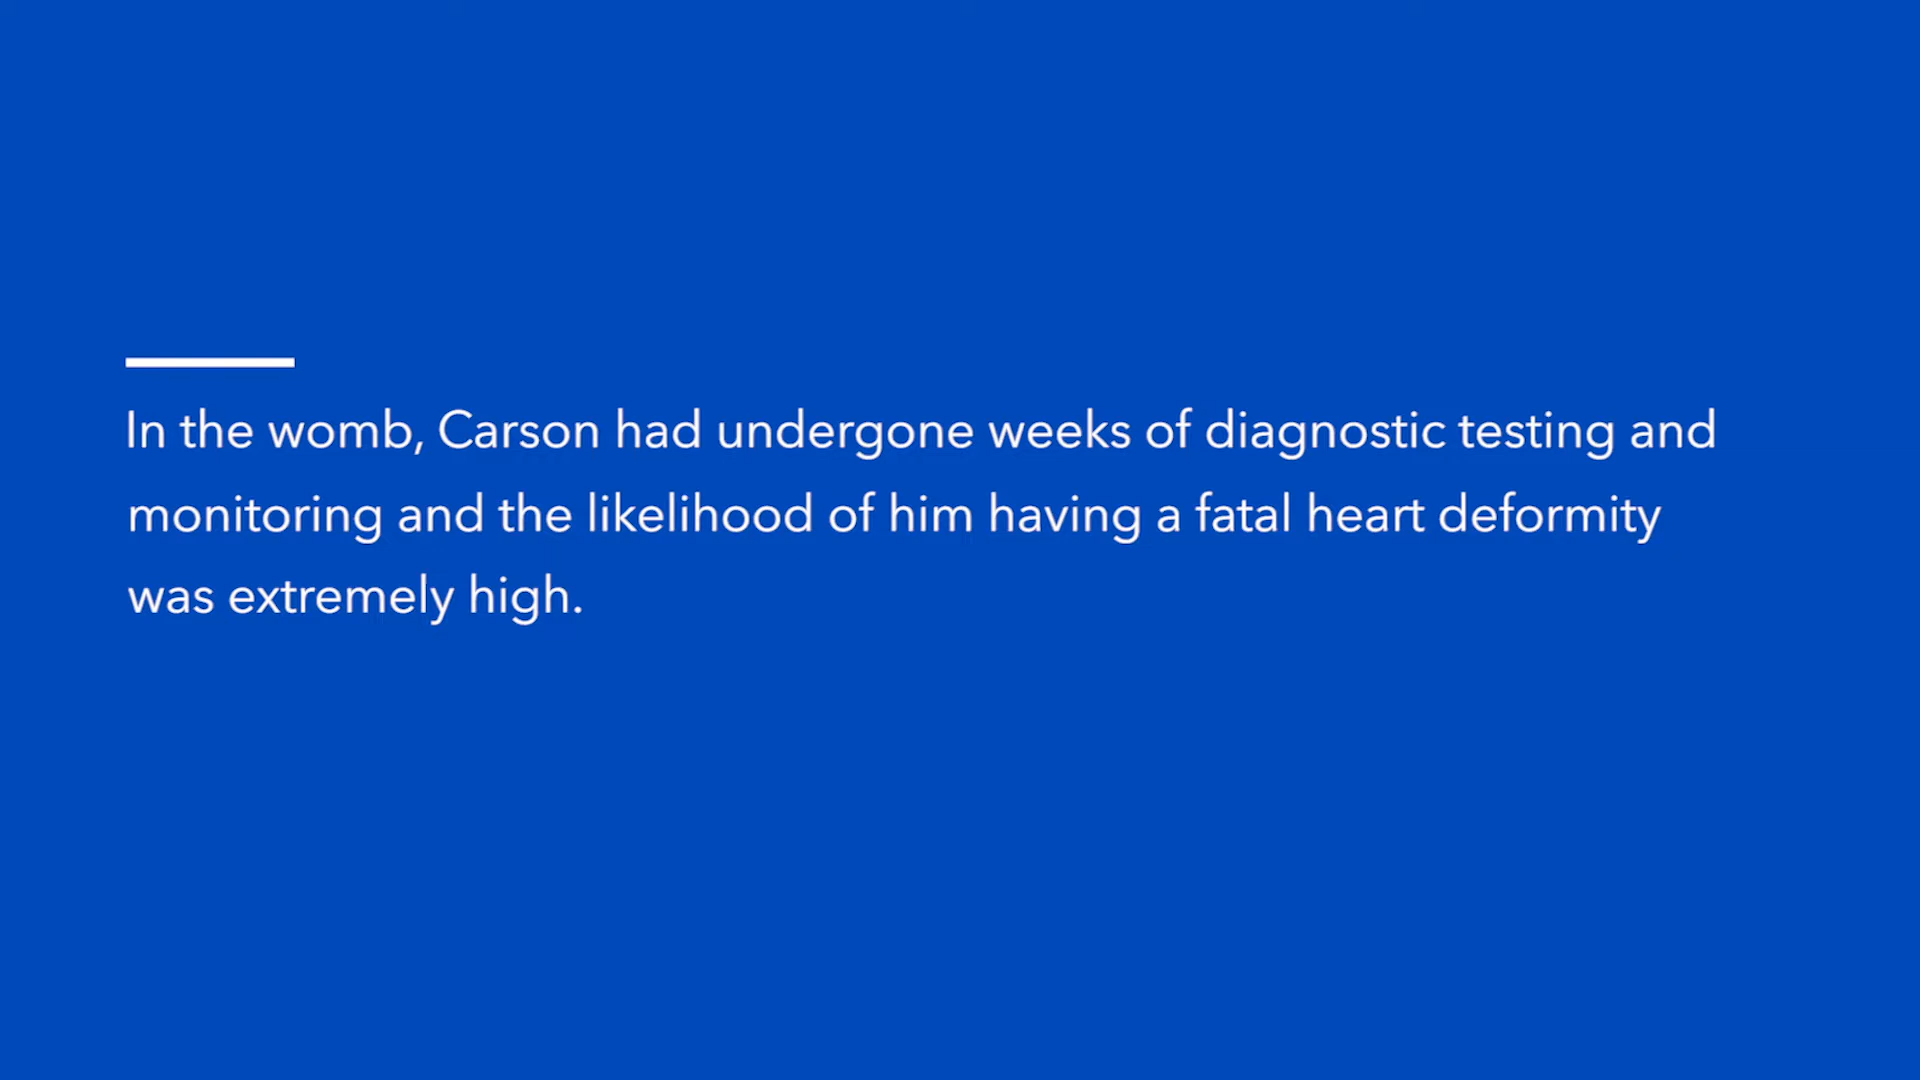 In the womb, Carson had undergone weeks of diagnostic testing and
monitoring and the likelihood of him having a fatal heart deformity
was extremely high.